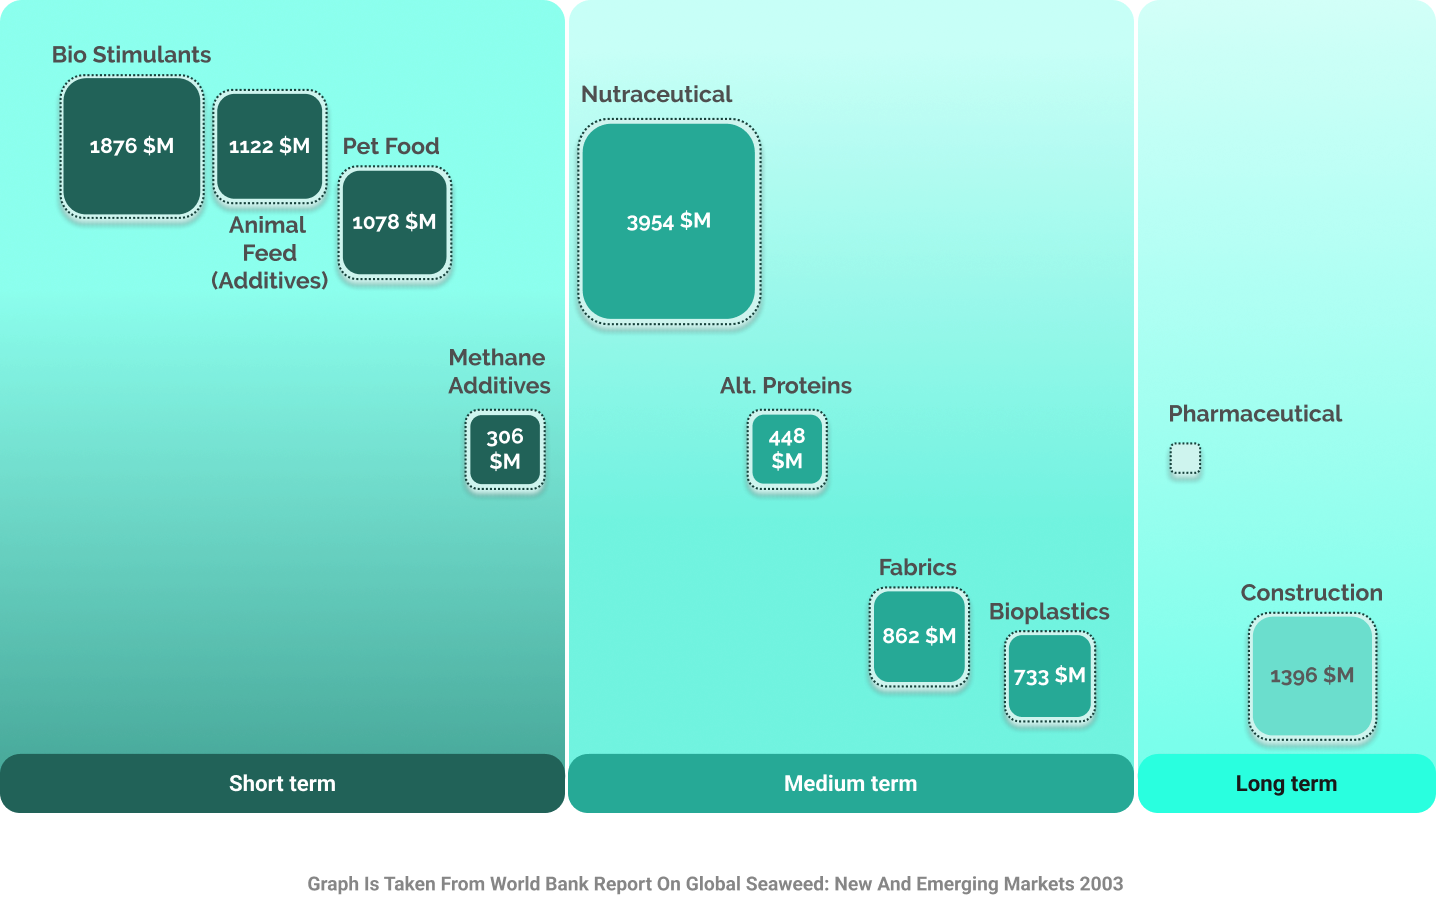 Bio Stimulants
1876 $M
1122 $M
Animal
Feed
(Additives)
Pet Food
1078 $M
Methane
Additives
306
$M
Short term
Nutraceutical
3954 $M
Alt. Proteins
448
$M
Fabrics
862 $M
Bioplastics
733 $M
Medium term
Pharmaceutical
Construction
1396 $M
Long term
Graph Is Taken From World Bank Report On Global Seaweed: New And Emerging Markets 2003